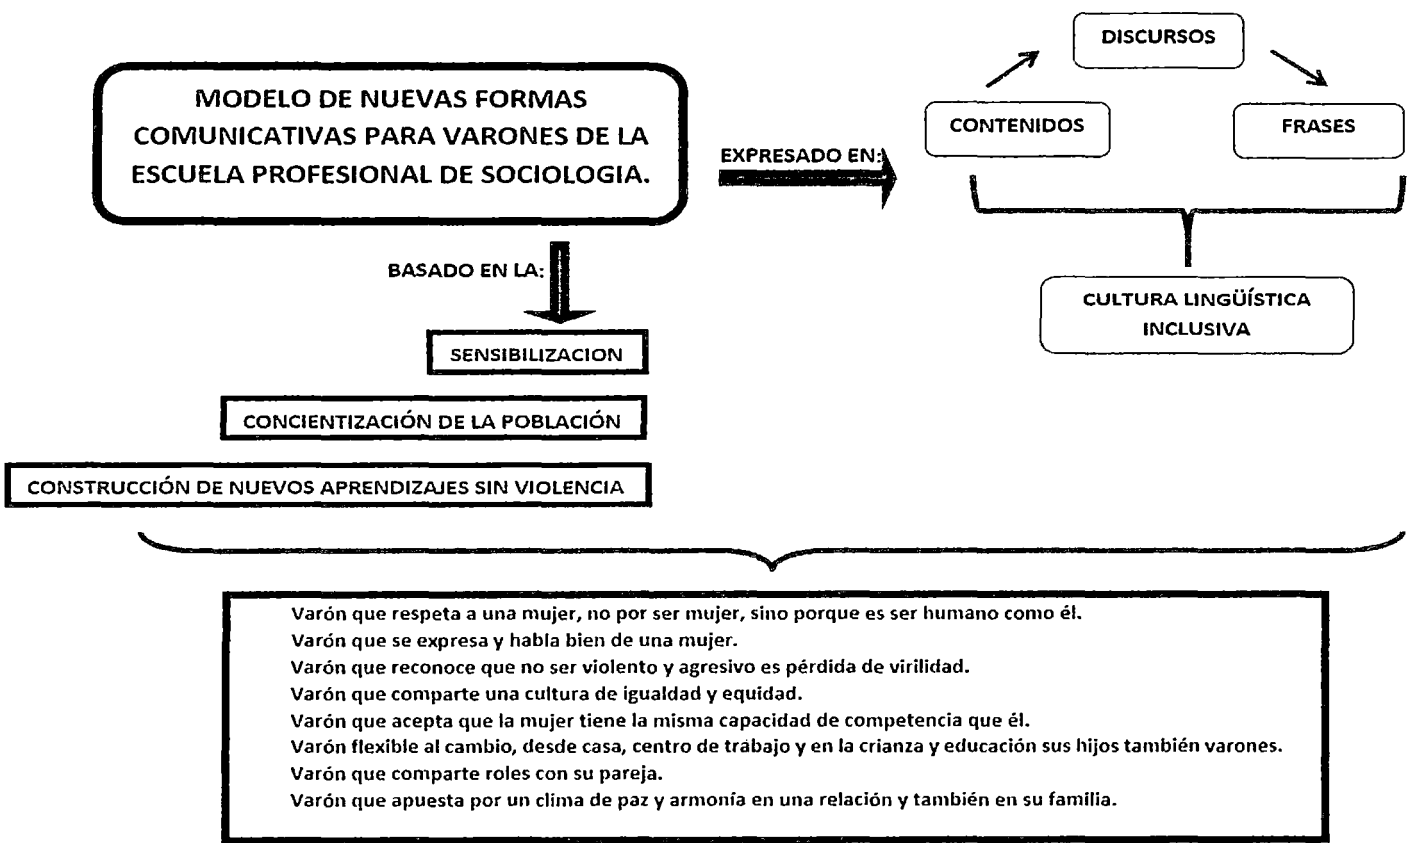 MODELO DE NUEVAS FORMAS
COMUNICATIVAS PARA VARONES DE LA
ESCUELA PROFESIONAL DE SOCIOLOGIA.
EXPRESADO EN:
DISCURSOS
CONTENIDOS
FRASES
CULTURA LINGÜÍSTICA
INCLUSIVA
BASADO EN LA:
SENSIBILIZACION
CONCIENTIZACIÓN DE LA POBLACIÓN
CONSTRUCCIÓN DE NUEVOS APRENDIZAJES SIN VIOLENCIA
Varón que respeta a una mujer, no por ser mujer, sino porque es ser humano como él.
Varón que se expresa y habla bien de una mujer.
Varón que reconoce que no ser violento y agresivo es pérdida de virilidad.
Varón que comparte una cultura de igualdad y equidad.
Varón que acepta que la mujer tiene la misma capacidad de competencia que él.
Varón flexible al cambio, desde casa, centro de trabajo y en la crianza y educación sus hijos también varones.
Varón que comparte roles con su pareja.
Varón que apuesta por un clima de paz y armonía en una relación y también en su familia.